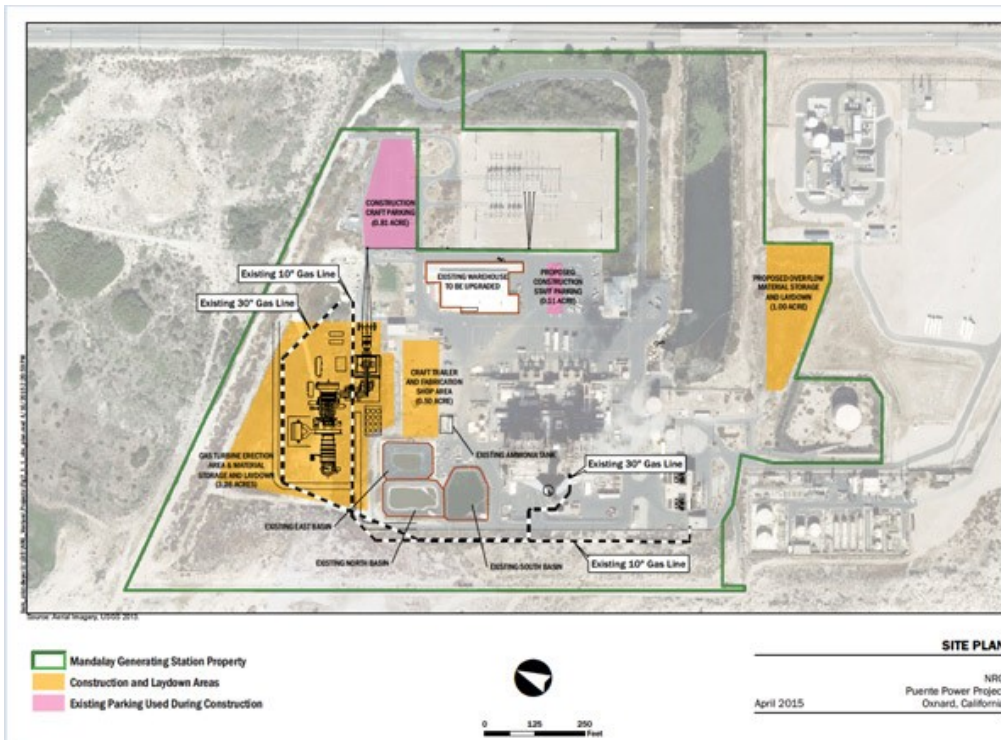 CONSTRUCTION
CRAFT PARKING
(0.81 ACRE)
Existing 10" Gas Line
Existing 30" Gas Line
EXISTING WAREHOUSE
TO BE UPGRADED
PROPOSED
CONSTRUCTION
STAFF PARKING
PROPOSED OVERFLOW
MATERIAL STORAGE
AND LAYDOWN
(1.00 ACRE)
CRAFT TRAILER
AND FABRICATION
SHOP AREA
(0.50 ACRE)
GAS TURBINE ERECTION
AREA & MATERIAL
STORAGE AND LAYDOWN
EXISTING AMMONIA TANK
Existing 30" Gas Line
EXISTING EAST BASIN
EXISTING NORTH BASIN
EXISTING SOUTH BASIN
Existing 10" Gas Line
Source: Aerial Imagery, USGS 2013.
Mandalay Generating Station Property
Construction and Laydown Areas
Existing Parking Used During Construction
0 125 250
Feet
SITE PLAN
NRG
April 2015
Puente Power Project
Oxnard, California